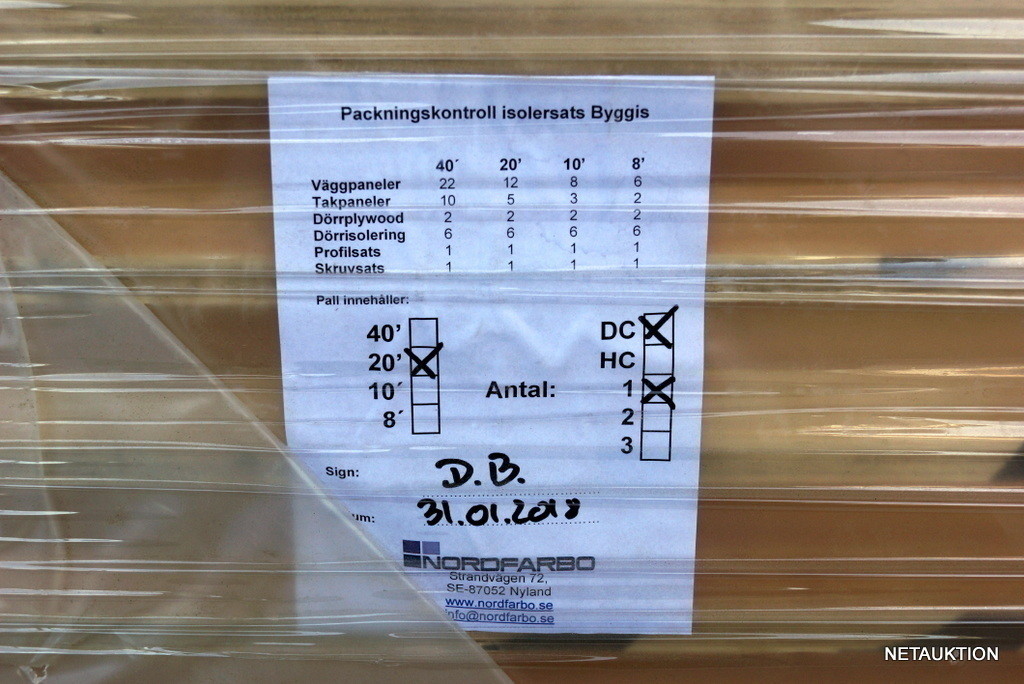 Packningskontroll isolersats Byggis
40´ 20’ 10’ 8’
Väggpaneler 22 12 8 6
Takpaneler 10 5 3 2
Dörrplywood 2 2 2 2
Dörrisolering 6 6 6 6
Profilsats 1 1 1 1
Skruvsats 1 1 1 1
Pall innehåller:
40’
20’ X
10´
8´
Antal:
DC X
HC
1 X
2
3
Sign: D.B.
um: 31.01.2018
NORDFARBO
Strandvägen 72,
SE-87052 Nyland
www.nordfarbo.se
info@nordfarbo.se
NETAUKTION